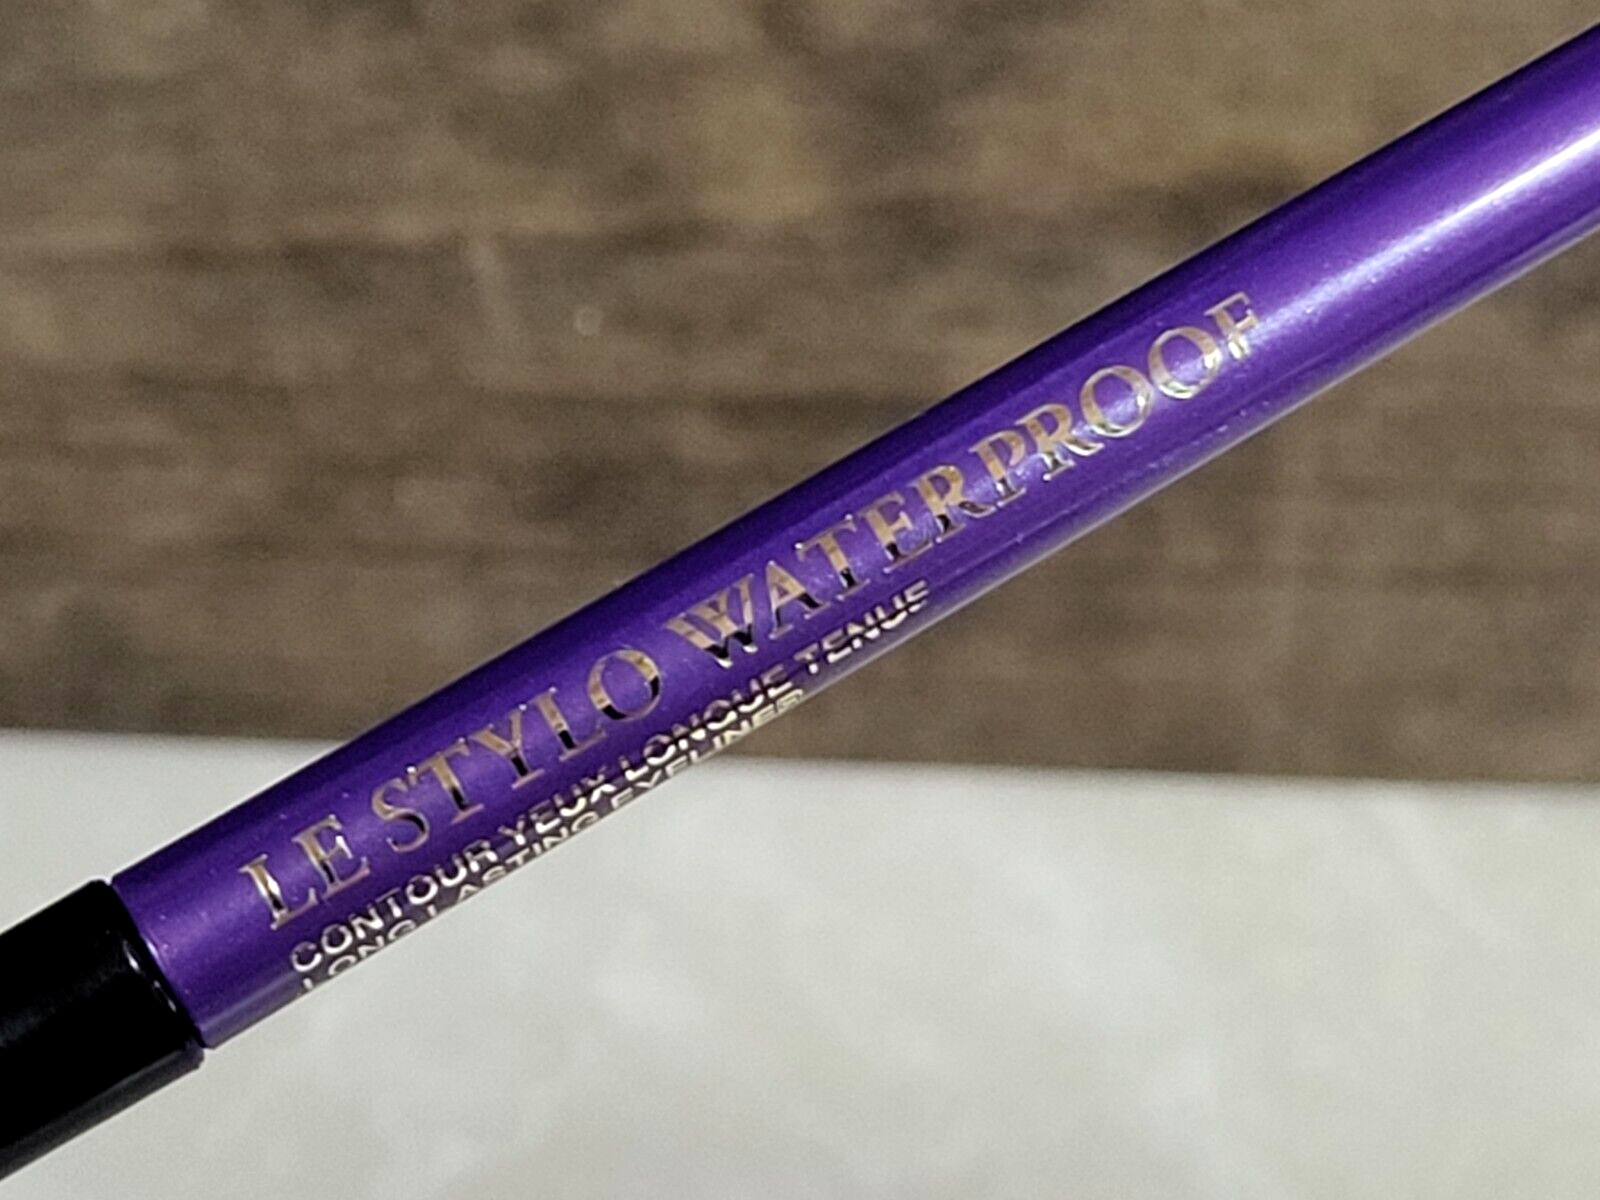 LE STYLO WATERPROOF
CONTOUR YEUX LONGUE TENUE
LONG LASTING EYELINER